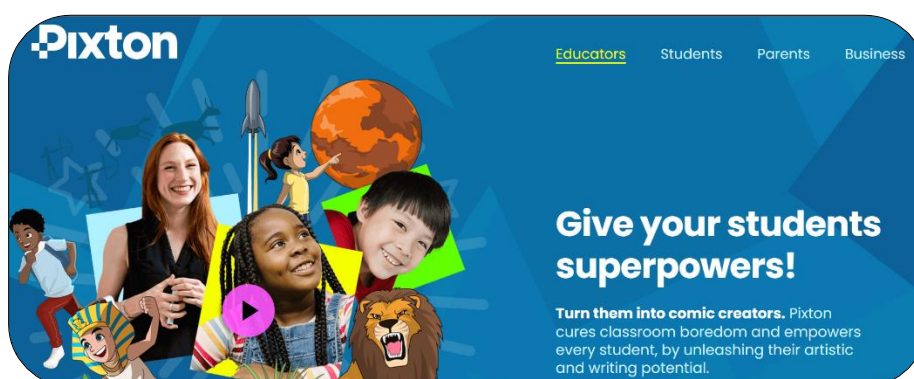 Pixton
Educators Students Parents Business
Give your students
superpowers!
Turn them into comic creators. Pixton
cures classroom boredom and empowers
every student, by unleashing their artistic
and writing potential.